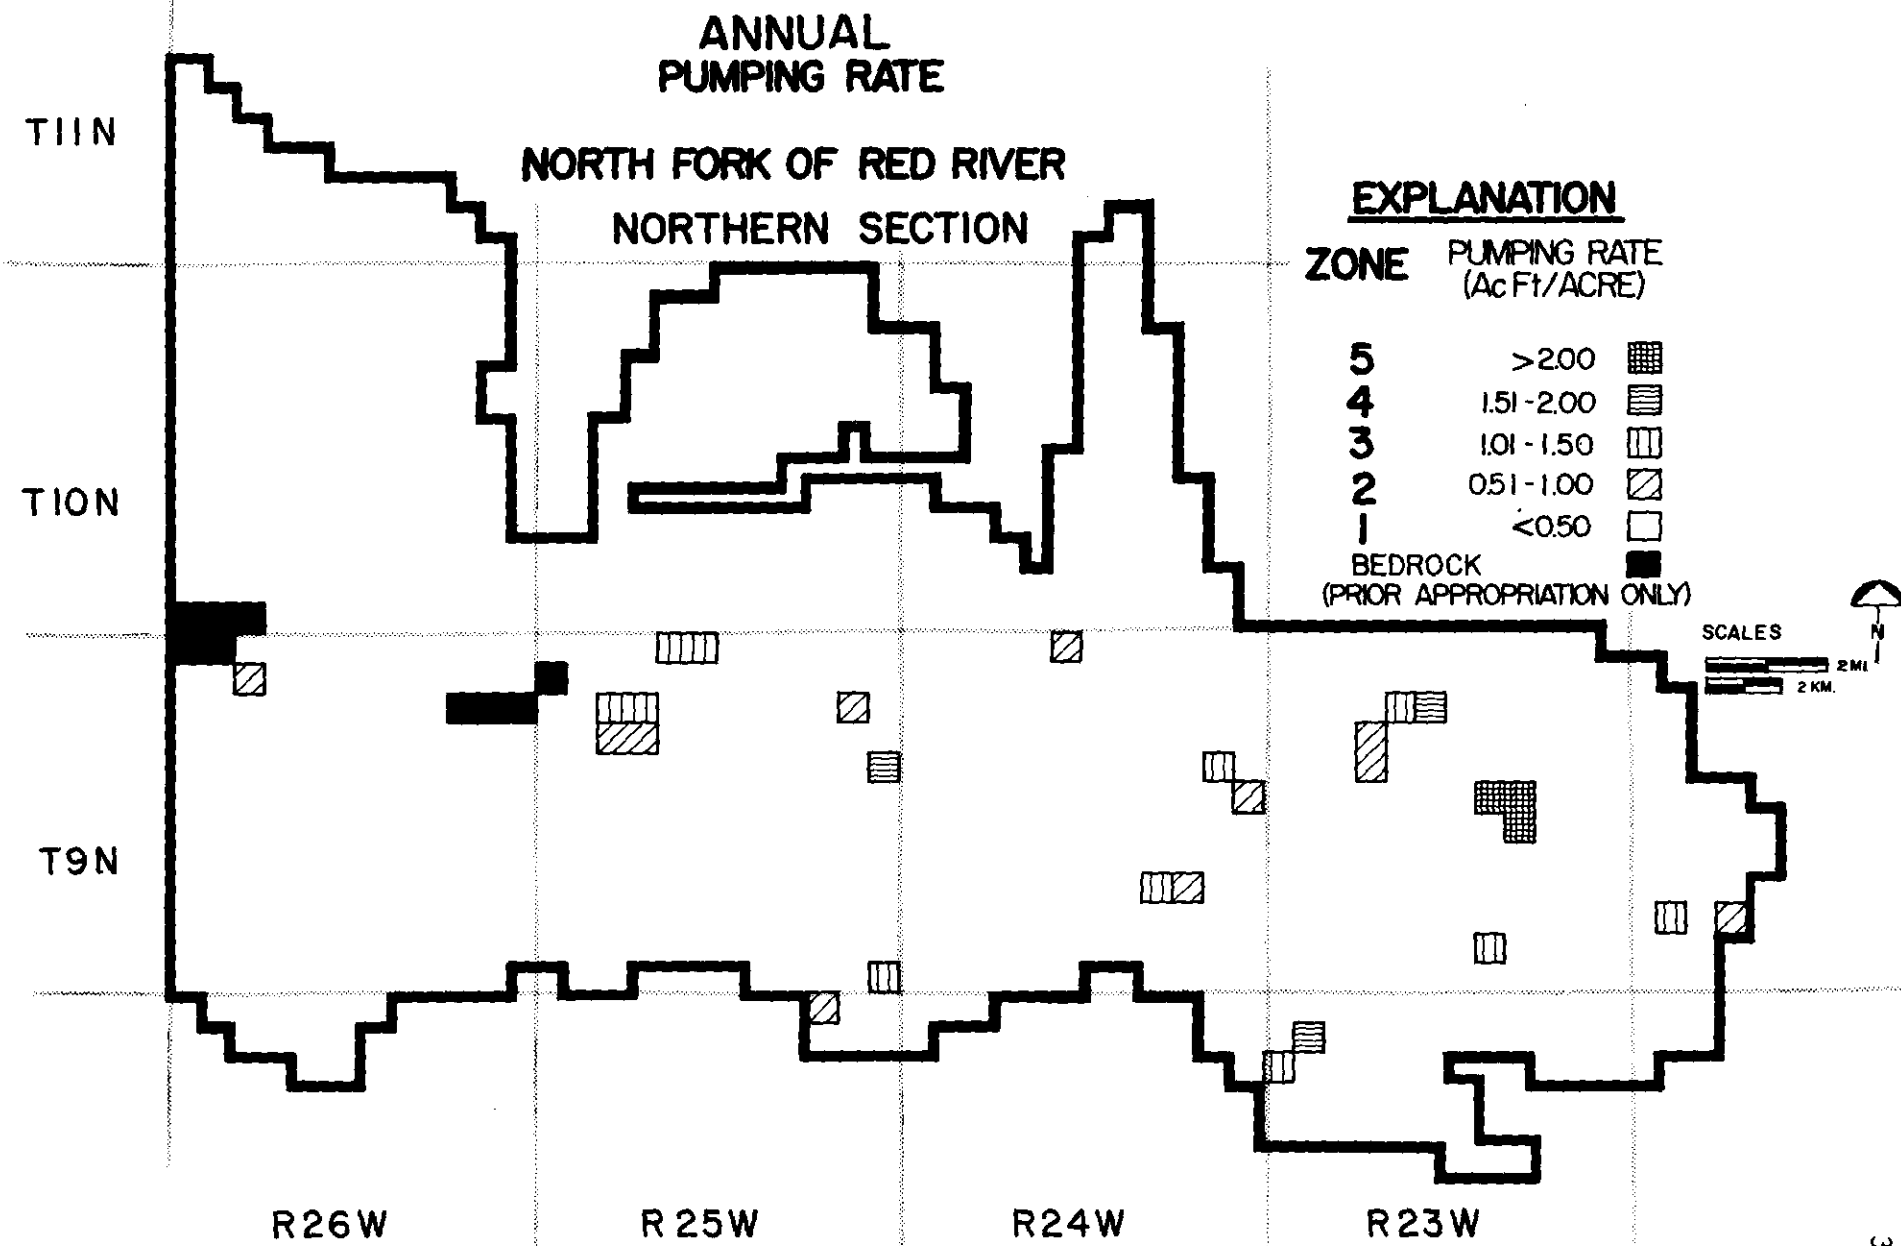 ANNUAL
PUMPING RATE
NORTH FORK OF RED RIVER
NORTHERN SECTION
T11N
T10N
T9N
EXPLANATION
ZONE PUMPING RATE
(Ac Ft/ACRE)
5 >2.00
4 1.51-2.00
3 1.01-1.50
2 0.51-1.00
1 <0.50
BEDROCK
(PRIOR APPROPRIATION ONLY)
SCALES
2 MI.
2 KM.
N
R26W R25W R24W R23W
3